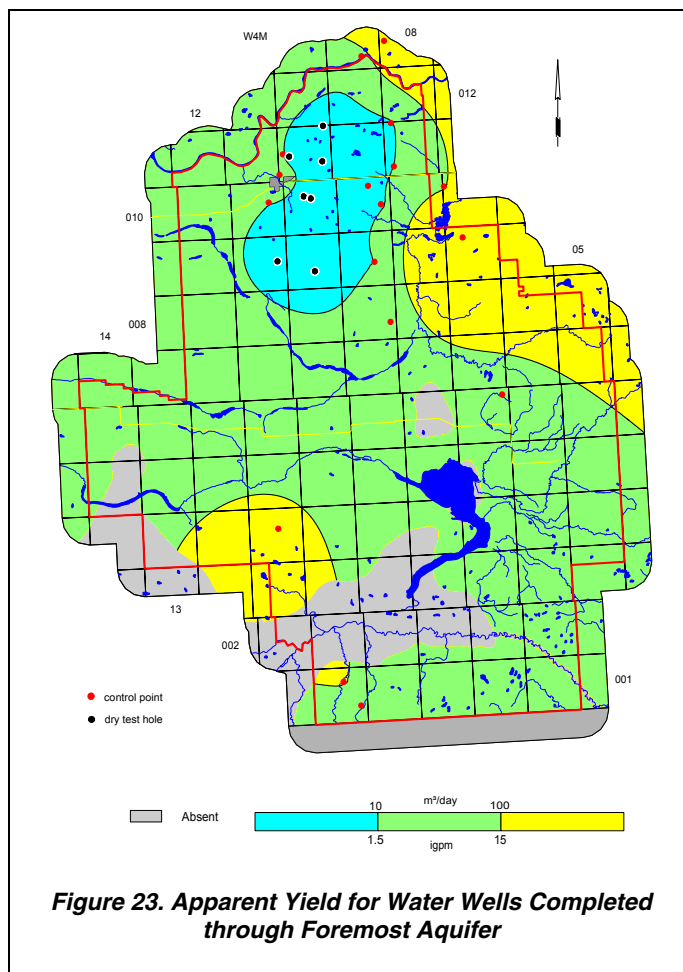 W4M
08
012
12
010
05
008
14
13
002
001
control point
dry test hole
Absent
10 m³/day 100
1.5 igpm 15
Figure 23. Apparent Yield for Water Wells Completed
through Foremost Aquifer